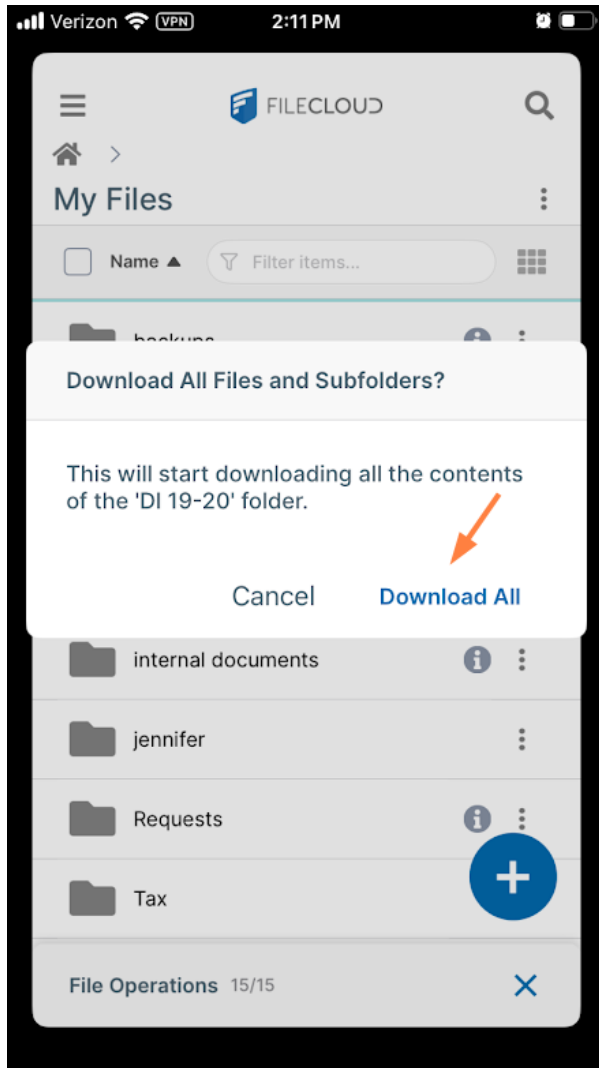 Verizon VPN 2:11 PM
FILECLOUD
My Files
Name ▲ Filter items...
backups
Download All Files and Subfolders?
This will start downloading all the contents
of the 'DI 19-20' folder.
Cancel Download All
internal documents
jennifer
Requests
Tax
File Operations 15/15